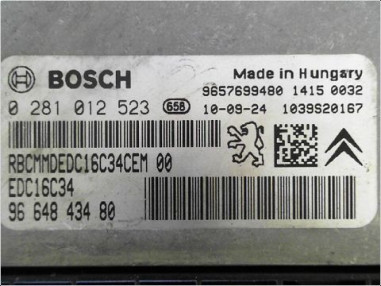 BOSCH
Made in Hungary
9657699480 1415 0032
0 281 012 523 658 10-09-24 1039S20167
RBCMMDEDC16C34CEM 00
EDC16C34
96 648 434 80